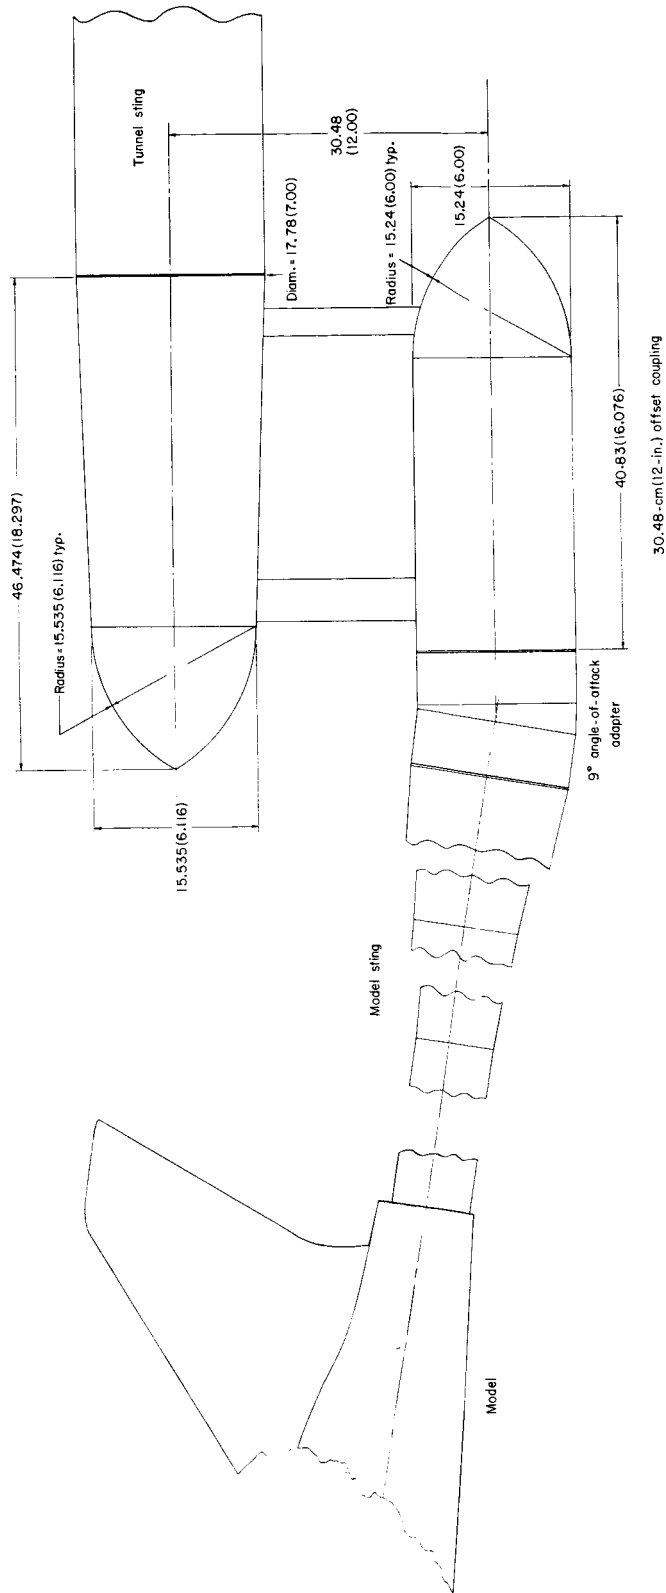 46.474(18.297)
Radius=15.535(6.116) typ.
15.535(6.116)
Tunnel sting
Diam.=17.78(7.00)
30.48
(12.00)
Radius = 15.24(6.00) typ.
15.24(6.00)
40.83(16.076)
9° angle-of-attack
adapter
30.48-cm(12-in.) offset coupling
Model sting
Model